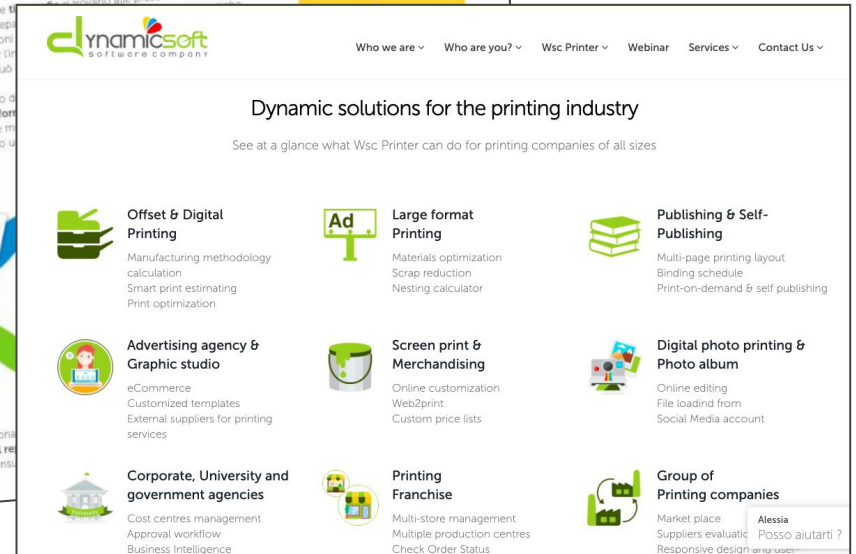 ynamicsoft
software company
Who we are
Who are you?
Wsc Printer
Webinar
Services
Contact Us
Dynamic solutions for the printing industry
See at a glance what Wsc Printer can do for printing companies of all sizes
Offset & Digital
Printing
Manufacturing methodology
calculation
Smart print estimating
Print optimization
Ad
Large format
Printing
Materials optimization
Scrap reduction
Nesting calculator
Publishing & Self-
Publishing
Multi-page printing layout
Binding schedule
Print-on-demand & self publishing
Advertising agency &
Graphic studio
eCommerce
Customized templates
External suppliers for printing
services
Screen print &
Merchandising
Online customization
Web2print
Custom price lists
Digital photo printing &
Photo album
Online editing
File loadind from
Social Media account
Corporate, University and
government agencies
Cost centres management
Approval workflow
Business Intelligence
Printing
Franchise
Multi-store management
Multiple production centres
Check Order Status
Group of
Printing companies
Market place
Suppliers
Responsive design and user-
Alessia
Posso aiutarti ?